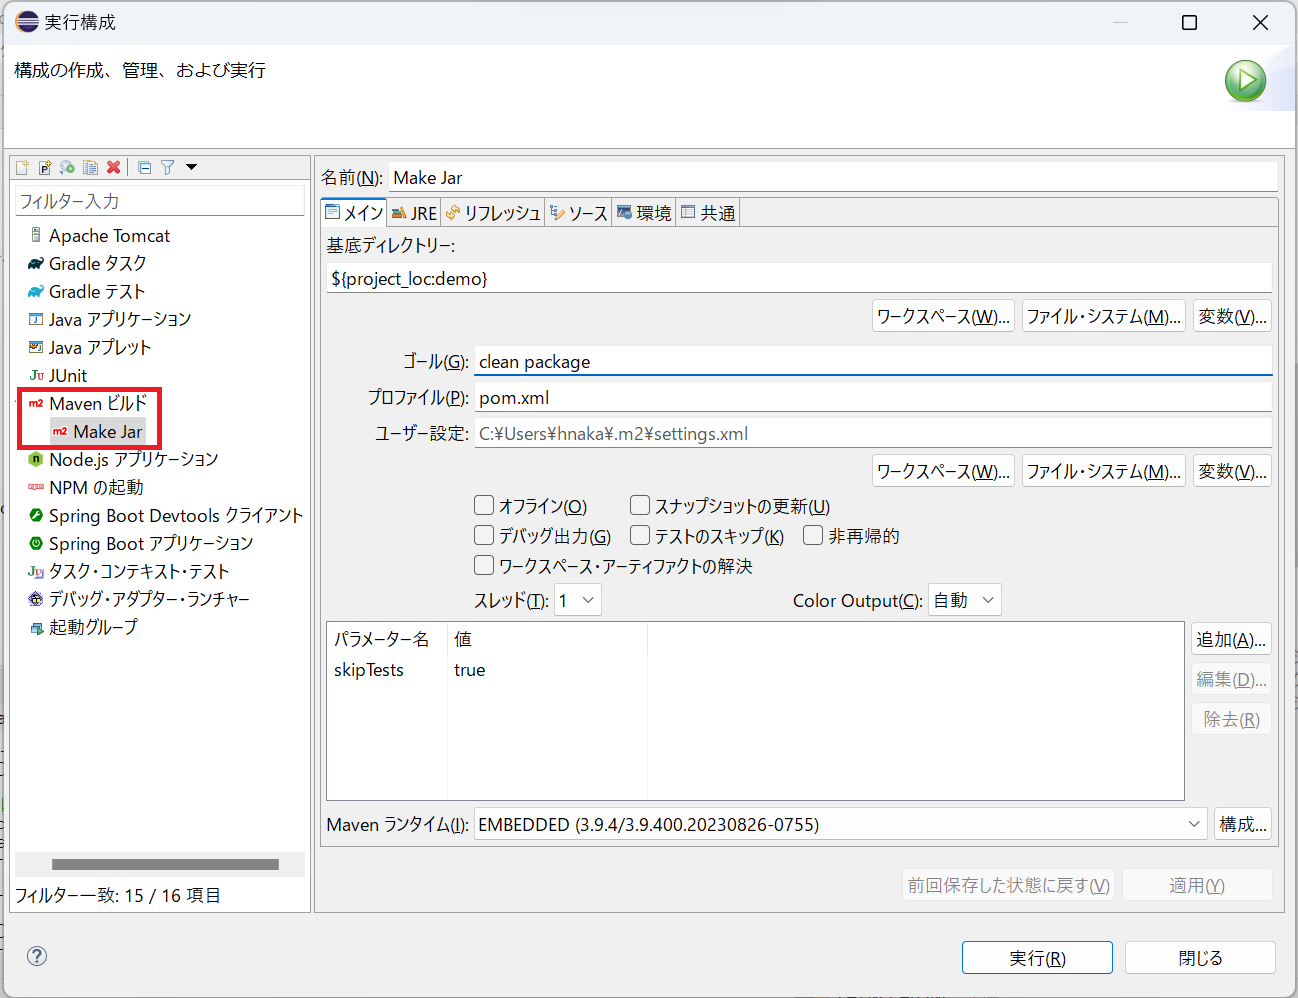 実行構成
構成の作成、管理、および実行
フィルター入力
Apache Tomcat
Gradle タスク
Gradle テスト
Java アプリケーション
Java アプレット
JUnit
Maven ビルド
Make Jar
Node.js アプリケーション
NPM の起動
Spring Boot Devtools クライアント
Spring Boot アプリケーション
タスク・コンテキスト・テスト
デバッグ・アダプター・ランチャー
起動グループ
フィルター一致: 15 / 16 項目
名前(N): Make Jar
メイン JRE リフレッシュ ソース 環境 共通
基底ディレクトリー:
${project_loc:demo}
ワークスペース(W)... ファイル・システム(M)... 変数(V)...
ゴール(G): clean package
プロファイル(P): pom.xml
ユーザー設定: C:¥Users¥hnaka¥.m2¥settings.xml
ワークスペース(W)... ファイル・システム(M)... 変数(V)...
オフライン(O) スナップショットの更新(U)
デバッグ出力(G) テストのスキップ(K) 非再帰的
ワークスペース・アーティファクトの解決
スレッド(T): 1 Color Output(C): 自動
パラメーター名 値
skipTests true
追加(A)...
編集(D)...
除去(R)
Maven ランタイム(I): EMBEDDED (3.9.4/3.9.400.20230826-0755) 構成...
前回保存した状態に戻す(V) 適用(Y)
実行(R) 閉じる